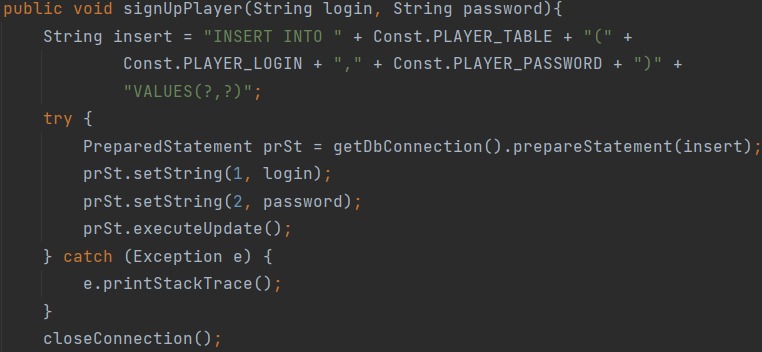 public void signUpPlayer(String login, String password){
String insert = "INSERT INTO " + Const.PLAYER_TABLE + "(" +
Const.PLAYER_LOGIN + "," + Const.PLAYER_PASSWORD + ")" +
"VALUES(?,?)";
try {
PreparedStatement prSt = getDbConnection().prepareStatement(insert);
prSt.setString(1, login);
prSt.setString(2, password);
prSt.executeUpdate();
} catch (Exception e) {
e.printStackTrace();
}
closeConnection();